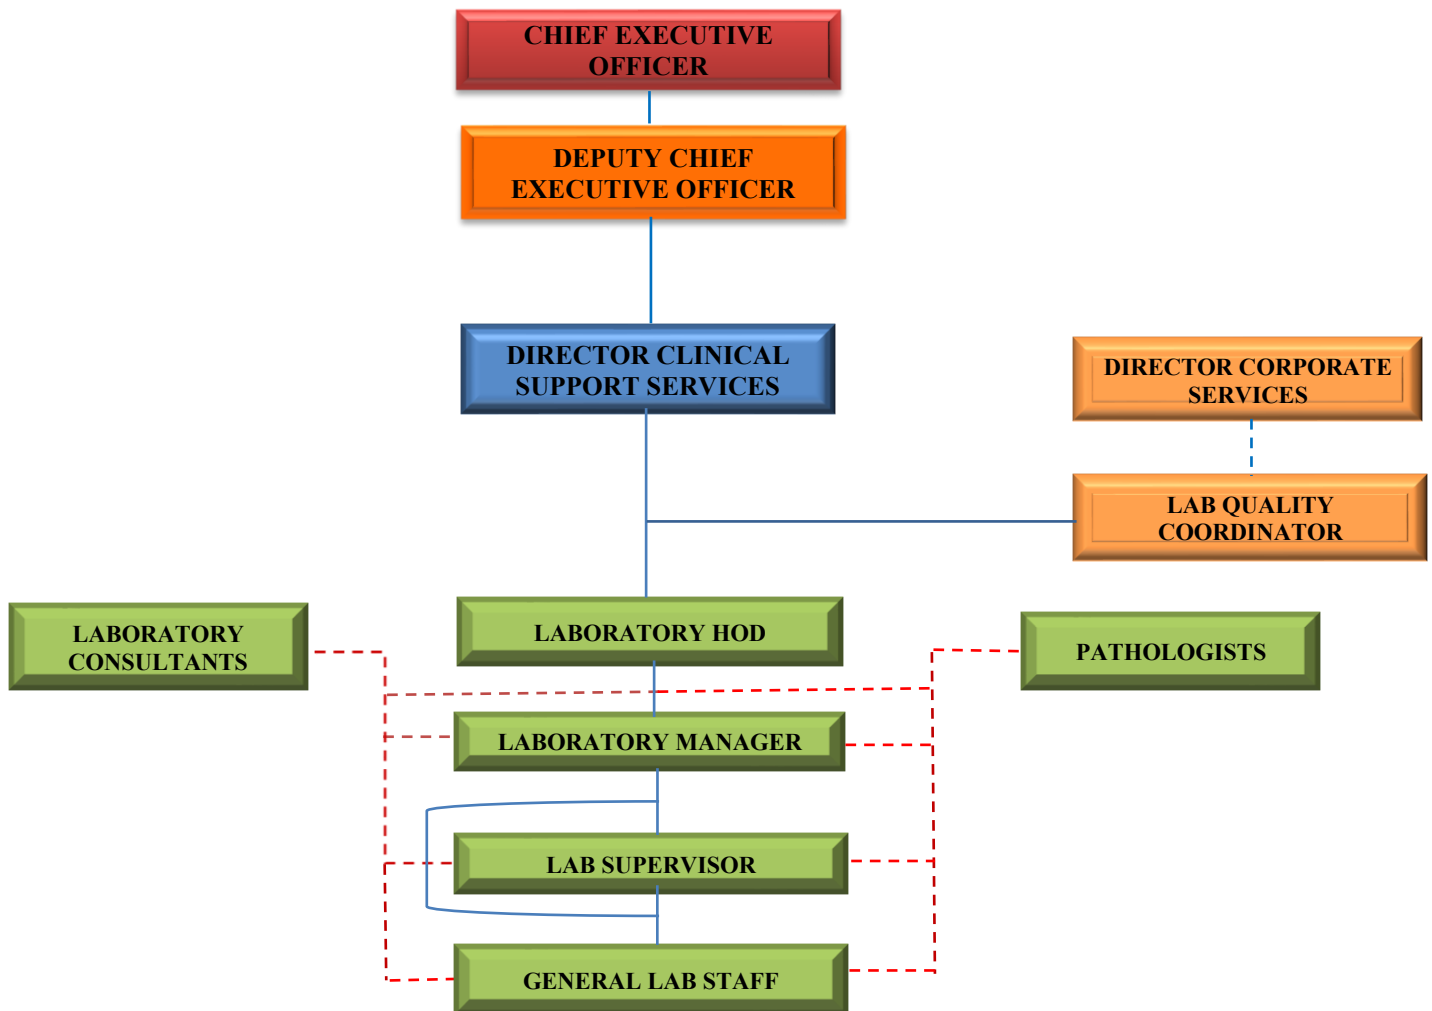 CHIEF EXECUTIVE
OFFICER
DEPUTY CHIEF
EXECUTIVE OFFICER
DIRECTOR CLINICAL
SUPPORT SERVICES
DIRECTOR CORPORATE
SERVICES
LAB QUALITY
COORDINATOR
LABORATORY
CONSULTANTS
LABORATORY HOD
PATHOLOGISTS
LABORATORY MANAGER
LAB SUPERVISOR
GENERAL LAB STAFF